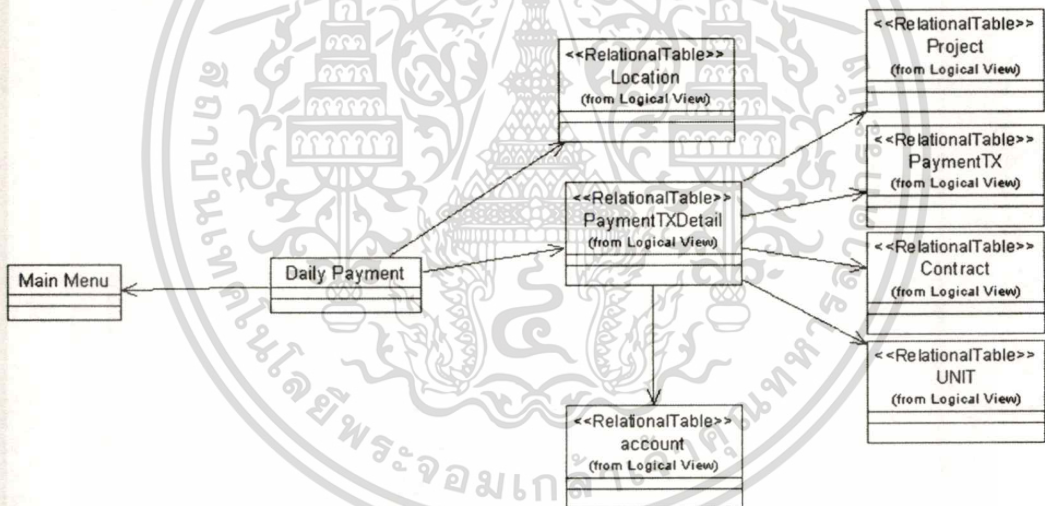 Main Menu
Daily Payment
<<RelationalTable>>
Location
(from Logical View)
<<RelationalTable>>
PaymentTXDetail
(from Logical View)
<<RelationalTable>>
account
(from Logical View)
<<RelationalTable>>
Project
(from Logical View)
<<RelationalTable>>
PaymentTX
(from Logical View)
<<RelationalTable>>
Contract
(from Logical View)
<<RelationalTable>>
UNIT
(from Logical View)